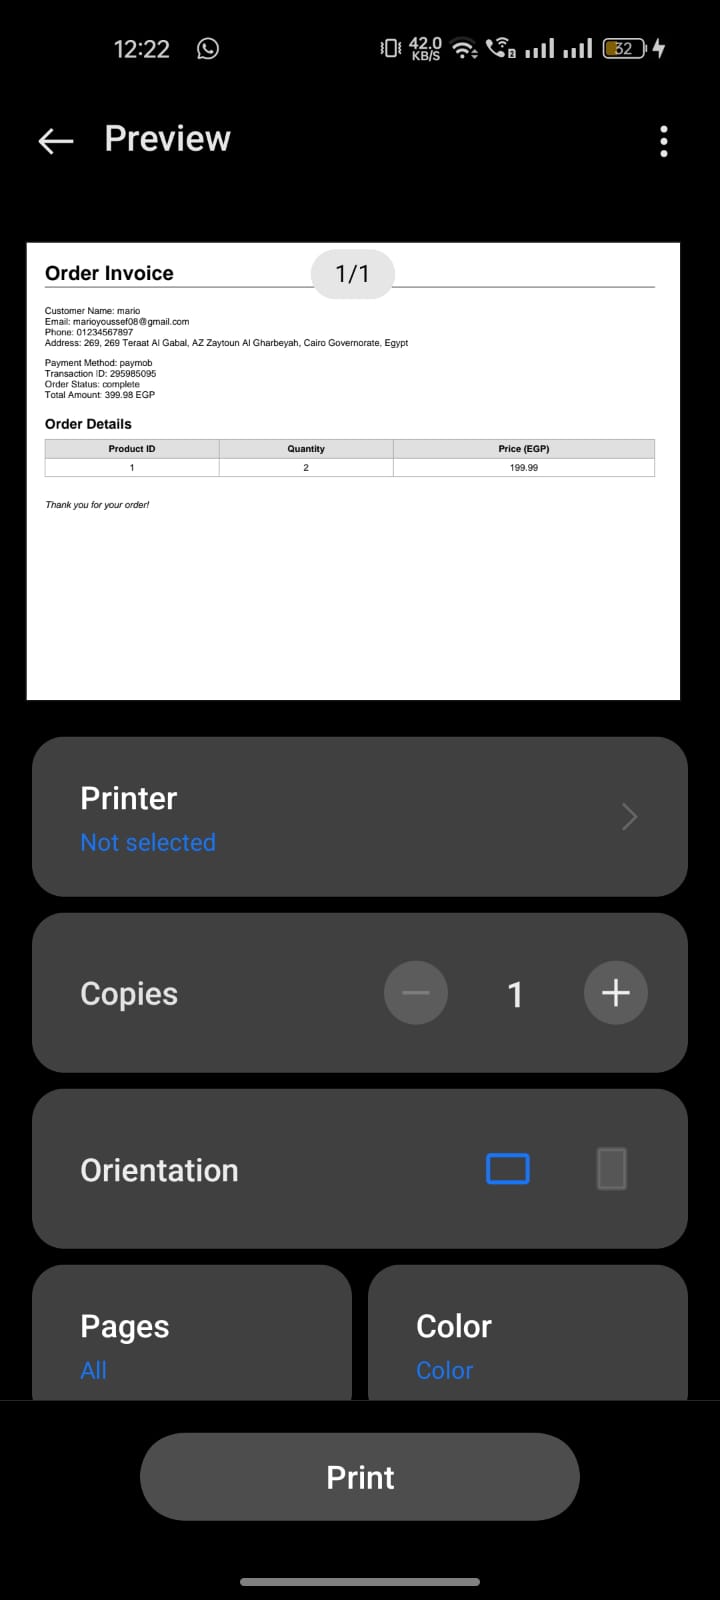 12:22
42.0
KB/S
2
32
Preview
Order Invoice
1/1
Customer Name: mario
Email: marioyoussef08@gmail.com
Phone: 01234567897
Address: 269, 269 Teraat Al Gabal, AZ Zaytoun Al Gharbeyah, Cairo Governorate, Egypt
Payment Method: paymob
Transaction ID: 295985095
Order Status: complete
Total Amount: 399.98 EGP
Order Details
Product ID Quantity Price (EGP)
1 2 199.99
Thank you for your order!
Printer
Not selected
Copies 1
Orientation
Pages Color
All Color
Print